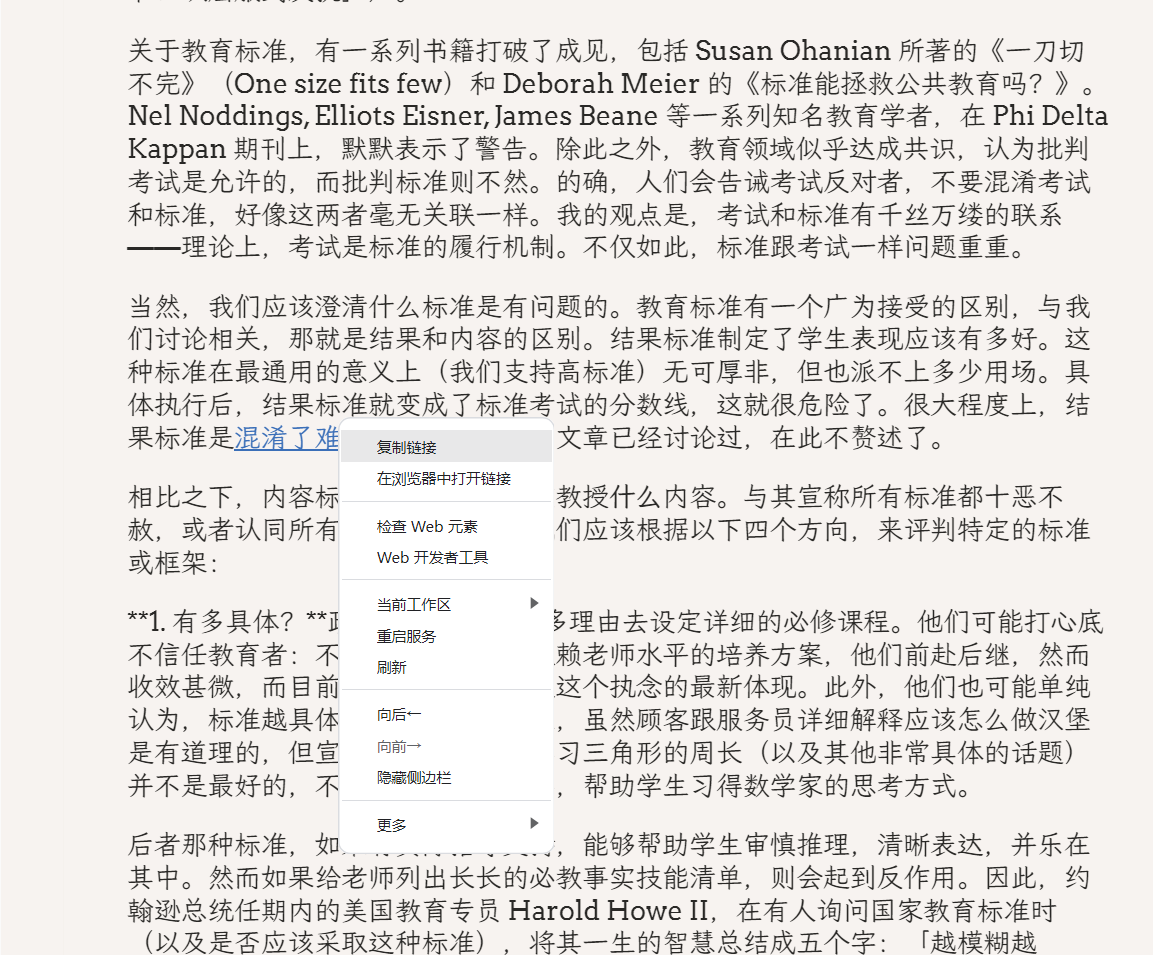 关于教育标准，有一系列书籍打破了成见，包括 Susan Ohanian 所著的《一刀切
不完》（One size fits few）和 Deborah Meier 的《标准能拯救公共教育吗？》。
Nel Noddings, Elliots Eisner, James Beane 等一系列知名教育学者，在 Phi Delta
Kappan 期刊上，默默表示了警告。除此之外，教育领域似乎达成共识，认为批判
考试是允许的，而批判标准则不然。的确，人们会告诫考试反对者，不要混淆考试
和标准，好像这两者毫无关联一样。我的观点是，考试和标准有千丝万缕的联系
——理论上，考试是标准的履行机制。不仅如此，标准跟考试一样问题重重。
当然，我们应该澄清什么标准是有问题的。教育标准有一个广为接受的区别，与我
们讨论相关，那就是结果和内容的区别。结果标准制定了学生表现应该有多好。这
种标准在最通用的意义上（我们支持高标准）无可厚非，但也派不上多少用场。具
体执行后，结果标准就变成了标准考试的分数线，这就很危险了。很大程度上，结
果标准是混淆了难 文章已经讨论过，在此不赘述了。
相比之下，内容标 教授什么内容。与其宣称所有标准都十恶不
赦，或者认同所有 们应该根据以下四个方向，来评判特定的标准
或框架：
**1. 有多具体？** 多理由去设定详细的必修课程。他们可能打心底
不信任教育者：不 赖老师水平的培养方案，他们前赴后继，然而
收效甚微，而目前 这个执念的最新体现。此外，他们也可能单纯
认为，标准越具体 ，虽然顾客跟服务员详细解释应该怎么做汉堡
是有道理的，但宣 习三角形的周长（以及其他非常具体的话题）
并不是最好的，不 ，帮助学生习得数学家的思考方式。
后者那种标准，如 ，能够帮助学生审慎推理，清晰表达，并乐在
其中。然而如果给老师列出长长的必教事实技能清单，则会起到反作用。因此，约
翰逊总统任期内的美国教育专员 Harold Howe II，在有人询问国家教育标准时
（以及是否应该采取这种标准），将其一生的智慧总结成五个字：「越模糊越
复制链接
在浏览器中打开链接
检查 Web 元素
Web 开发者工具
当前工作区
重启服务
刷新
向后←
向前→
隐藏侧边栏
更多